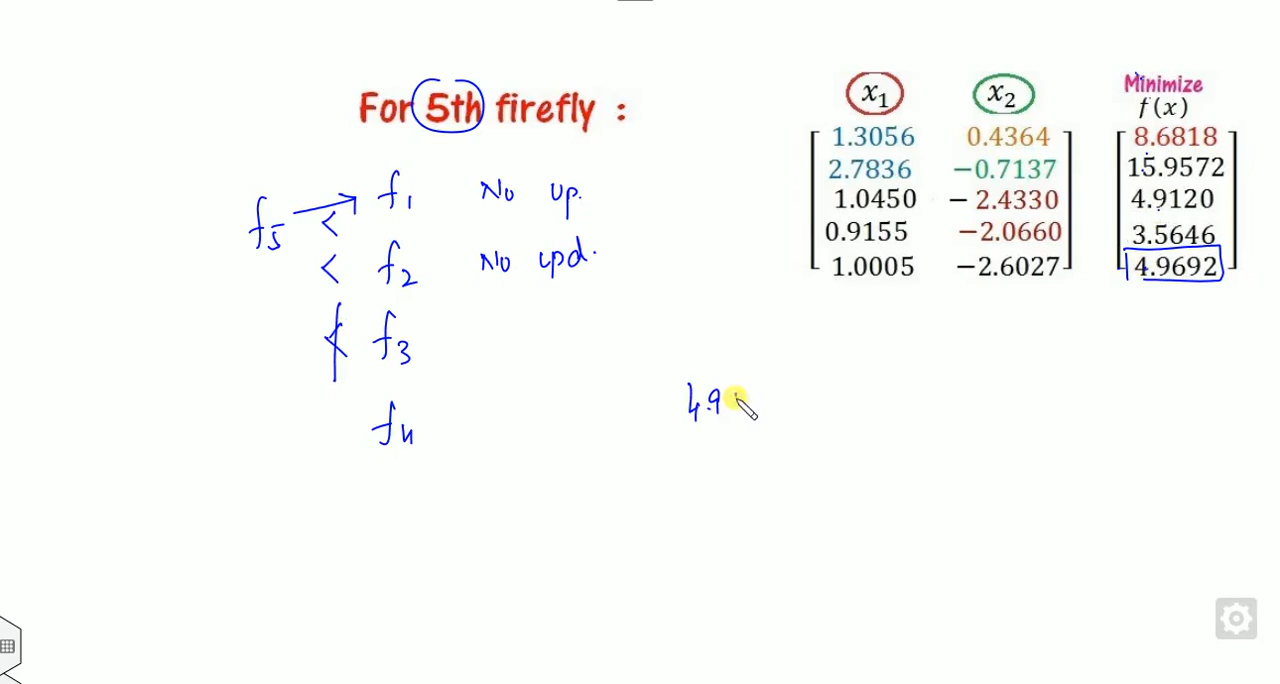 For 5th firefly :
f5 < f1 No up.
< f2 No upd.
≮ f3
f4
4.9
x1 x2 Minimize f(x)
1.3056 0.4364 8.6818
2.7836 −0.7137 15.9572
1.0450 −2.4330 4.9120
0.9155 −2.0660 3.5646
1.0005 −2.6027 4.9692